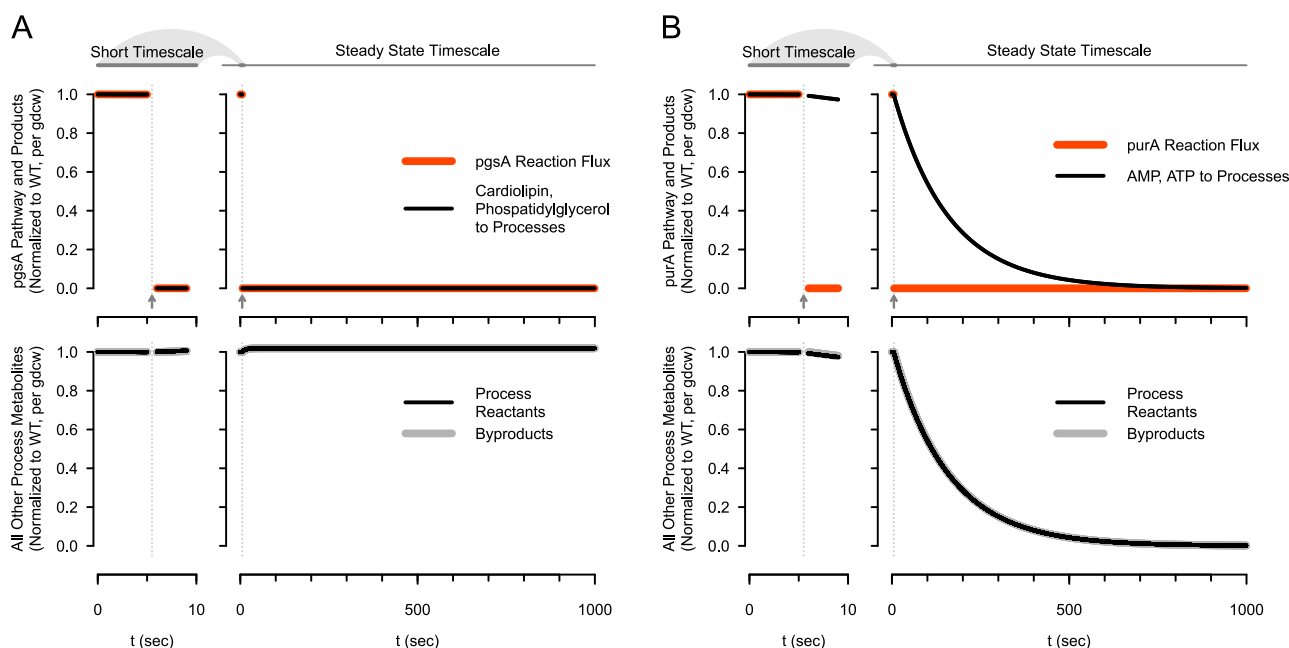 A
Short Timescale
Steady State Timescale
pgsA Pathway and Products
(Normalized to WT, per gdcw)
1.0
0.8
0.6
0.4
0.2
0.0
pgsA Reaction Flux
Cardiolipin,
Phospatidylglycerol
to Processes
All Other Process Metabolites
(Normalized to WT, per gdcw)
1.0
0.8
0.6
0.4
0.2
0.0
Process
Reactants
Byproducts
0
10
0
500
1000
t (sec)
t (sec)
B
Short Timescale
Steady State Timescale
purA Pathway and Products
(Normalized to WT, per gdcw)
1.0
0.8
0.6
0.4
0.2
0.0
purA Reaction Flux
AMP, ATP to Processes
All Other Process Metabolites
(Normalized to WT, per gdcw)
1.0
0.8
0.6
0.4
0.2
0.0
Process
Reactants
Byproducts
0
10
0
500
1000
t (sec)
t (sec)